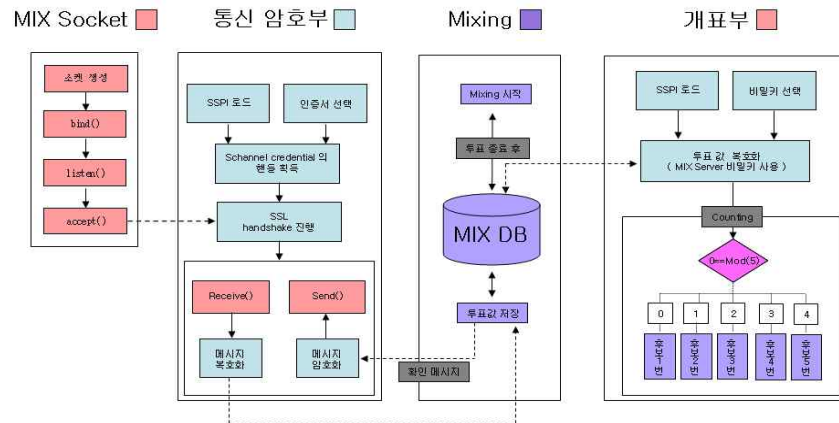 MIX Socket
소켓 생성
bind()
listen()
accept()
통신 암호부
SSPI 로드
인증서 선택
Schannel credential 의
핸들 획득
SSL
handshake 진행
Receive()
Send()
메시지
복호화
메시지
암호화
Mixing
Mixing 시작
투표 종료 후
MIX DB
투표값 저장
확인 메시지
개표부
SSPI 로드
비밀키 선택
투표 값 복호화
( MIX Server 비밀키 사용 )
Counting
0==Mod(5)
0
1
2
3
4
후보1번
후보2번
후보3번
후보4번
후보5번